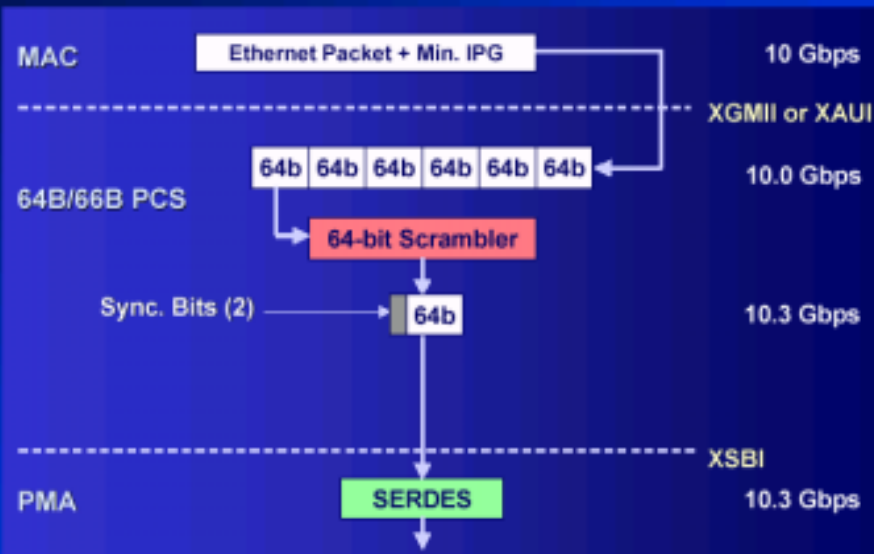 MAC
Ethernet Packet + Min. IPG
10 Gbps
XGMII or XAUI
64b 64b 64b 64b 64b 64b
10.0 Gbps
64B/66B PCS
64-bit Scrambler
Sync. Bits (2)
64b
10.3 Gbps
XSBI
PMA
SERDES
10.3 Gbps